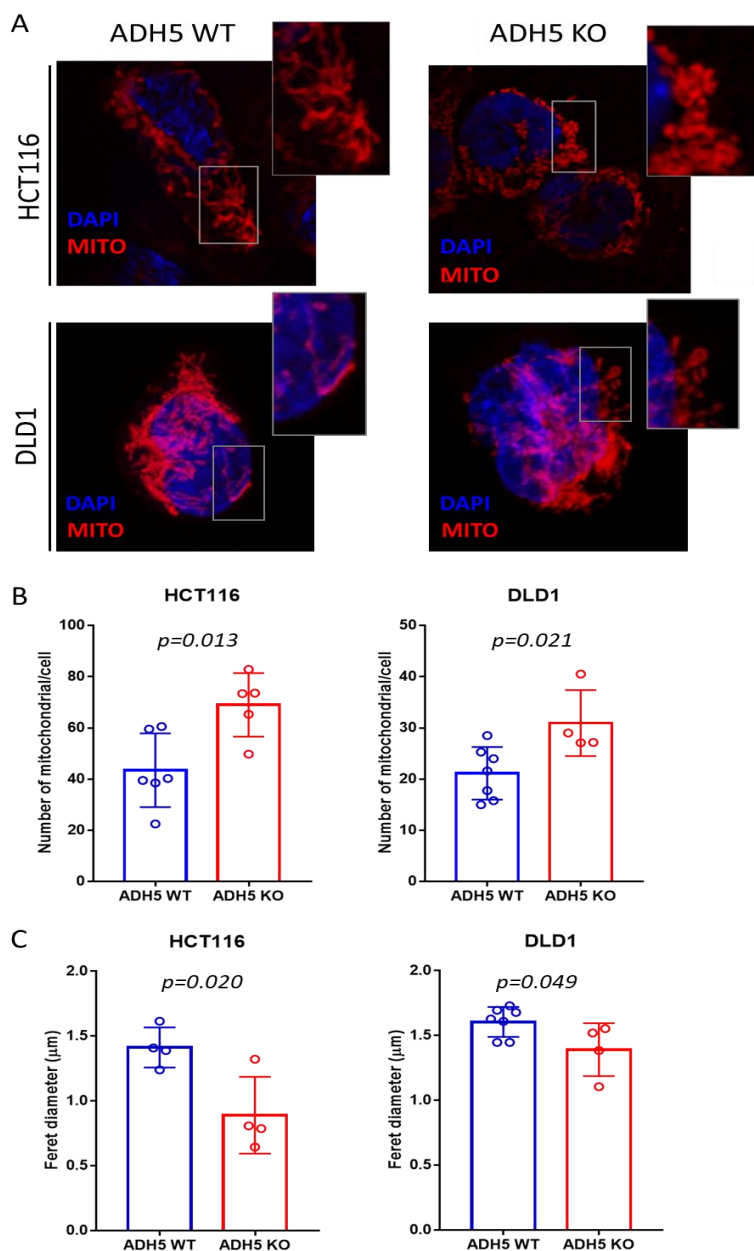 A
ADH5 WT
ADH5 KO
HCT116
DAPI
MITO
DAPI
MITO
DLD1
DAPI
MITO
DAPI
MITO
B
HCT116
Number of mitochondrial/cell
100
80
60
40
20
0
p=0.013
ADH5 WT
ADH5 KO
DLD1
Number of mitochondrial/cell
50
40
30
20
10
0
p=0.021
ADH5 WT
ADH5 KO
C
HCT116
Feret diameter (µm)
2.0
1.5
1.0
0.5
0.0
p=0.020
ADH5 WT
ADH5 KO
DLD1
Feret diameter (µm)
2.0
1.5
1.0
0.5
0.0
p=0.049
ADH5 WT
ADH5 KO